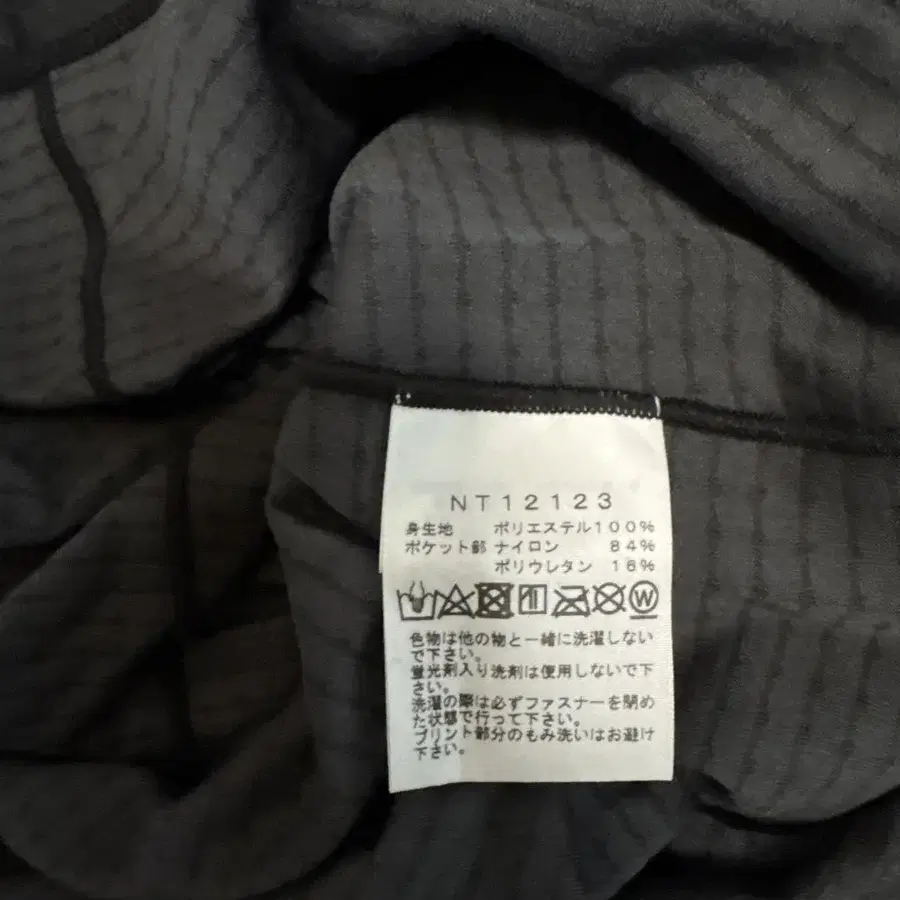 NT12123
身生地 ポリエステル100%
ポケット部 ナイロン 84%
ポリウレタン 16%
W
色物は他の物と一緒に洗濯しない
で下さい。
蛍光剤入り洗剤は使用しないで下
さい。
洗濯の際は必ずファスナーを閉め
た状態で行って下さい。
プリント部分のもみ洗いはお避け
下さい。